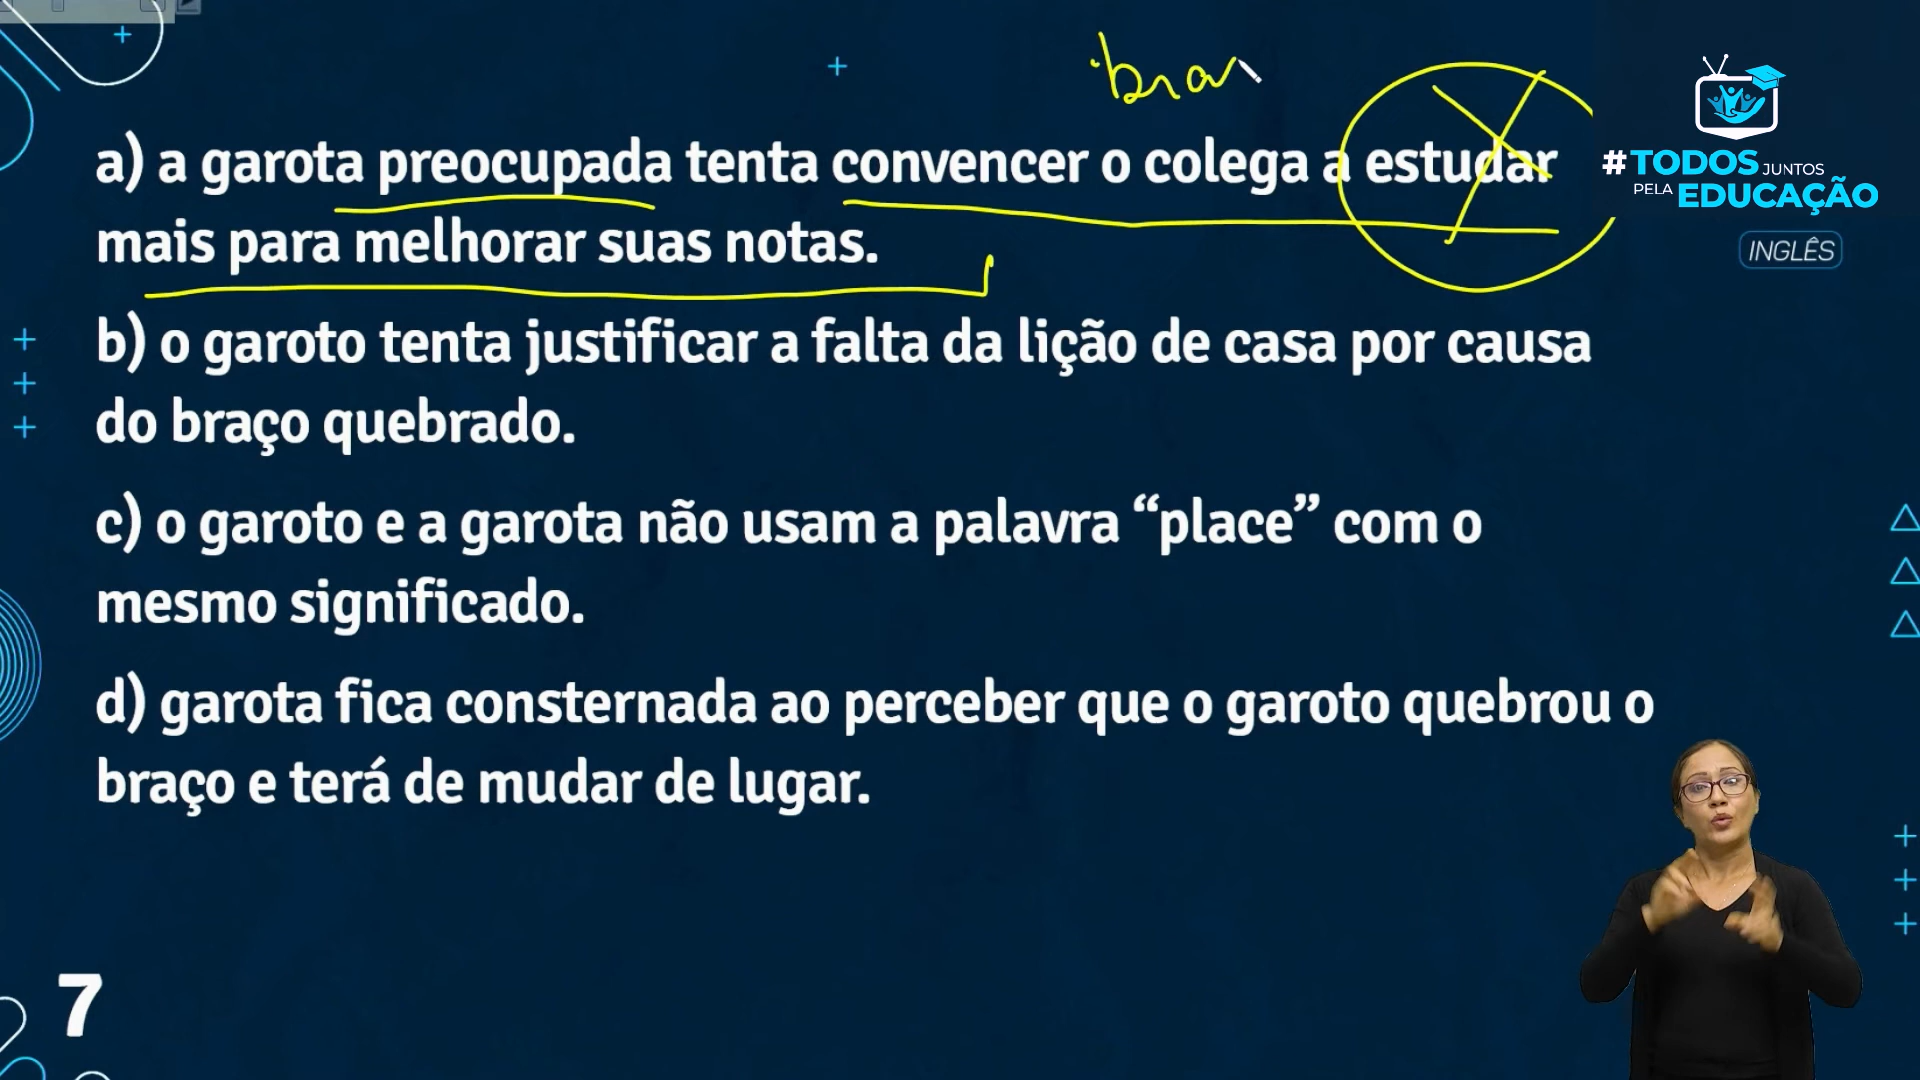 bra
a) a garota preocupada tenta convencer o colega a estudar
mais para melhorar suas notas.
b) o garoto tenta justificar a falta da lição de casa por causa
do braço quebrado.
c) o garoto e a garota não usam a palavra “place” com o
mesmo significado.
d) garota fica consternada ao perceber que o garoto quebrou o
braço e terá de mudar de lugar.
#TODOS JUNTOS
PELA EDUCAÇÃO
INGLÊS
7